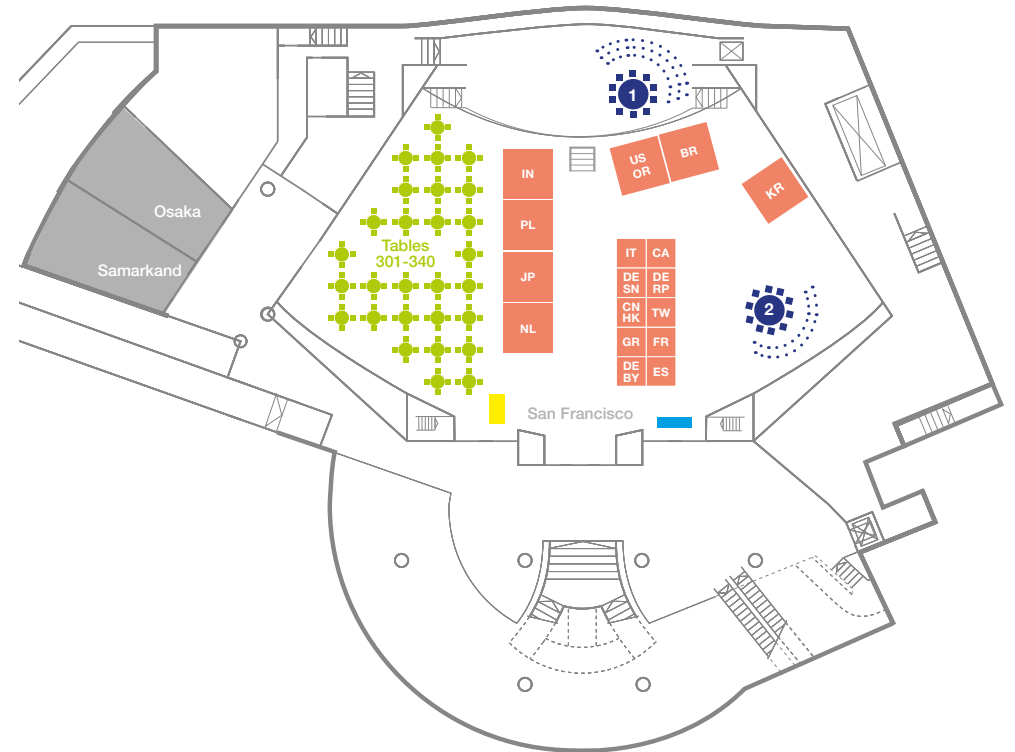 1
US
OR
BR
IN
KR
Osaka
PL
Tables
301-340
IT
CA
Samarkand
JP
DE
SN
DE
RP
CN
HK
TW
2
NL
GR
FR
DE
BY
ES
San Francisco